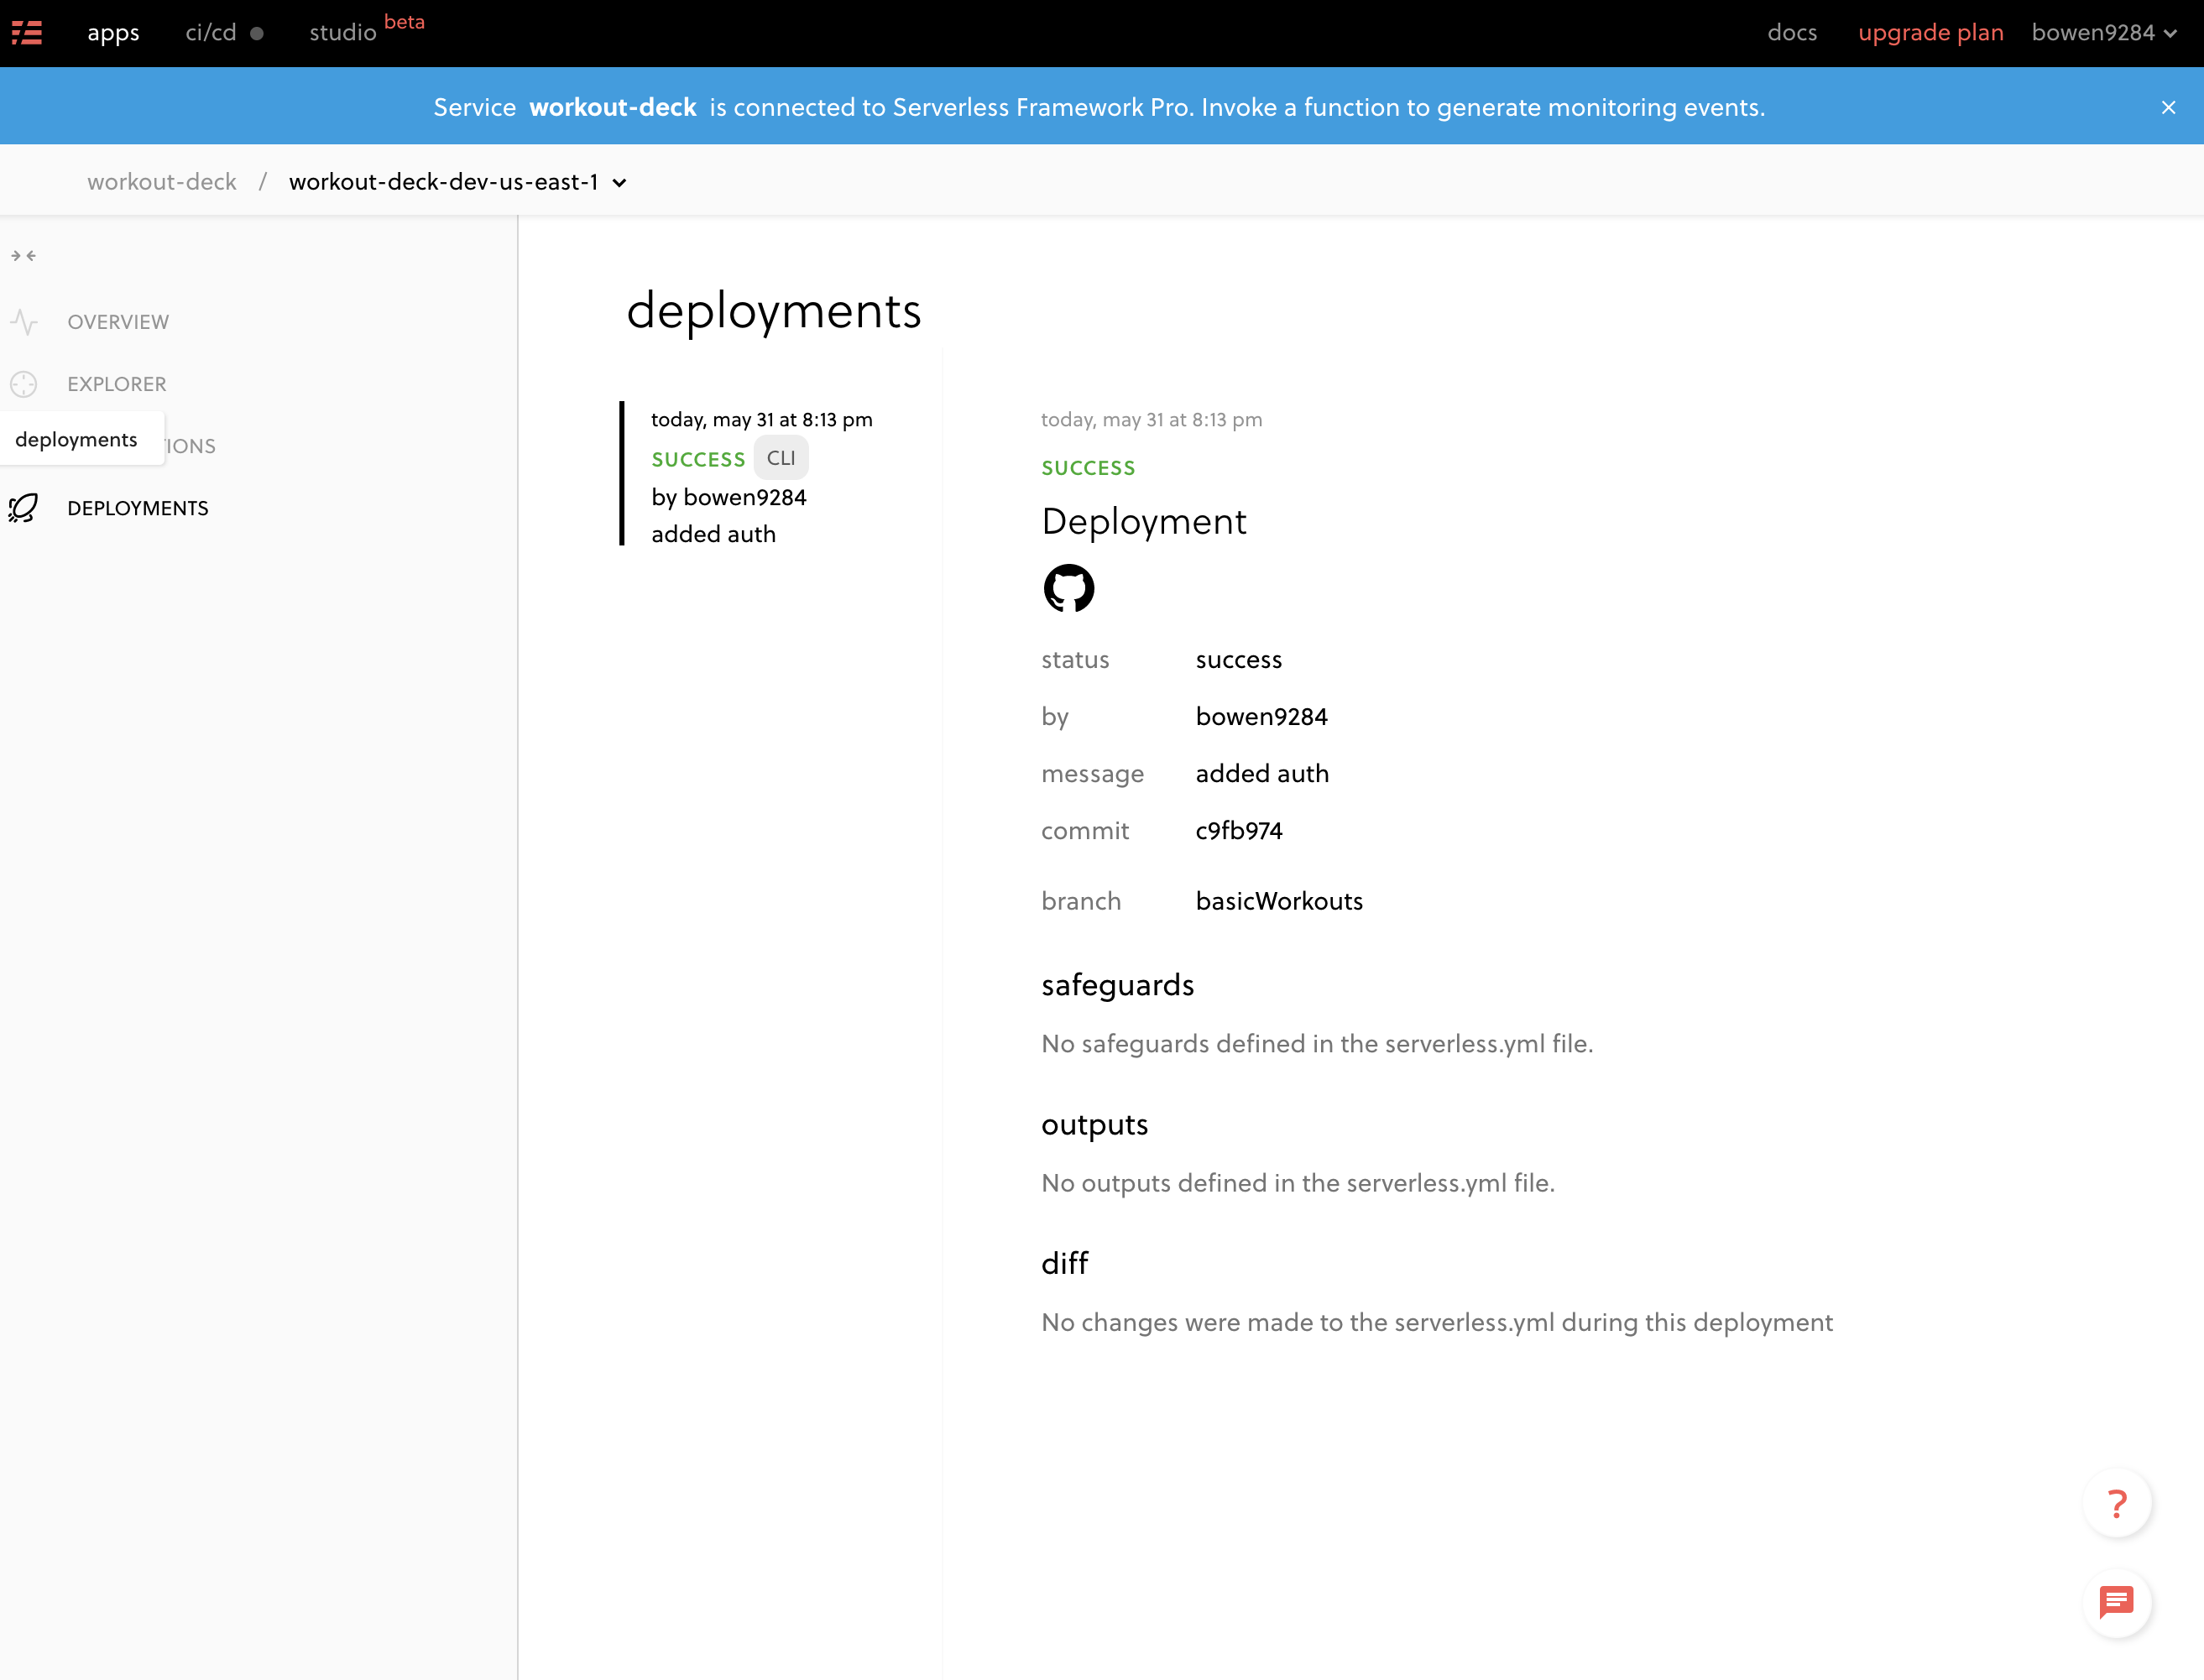 apps ci/cd studio beta docs upgrade plan bowen9284
Service workout-deck is connected to Serverless Framework Pro. Invoke a function to generate monitoring events.
workout-deck / workout-deck-dev-us-east-1
OVERVIEW
EXPLORER
deployments
DEPLOYMENTS
deployments
today, may 31 at 8:13 pm
SUCCESS CLI
by bowen9284
added auth
today, may 31 at 8:13 pm
SUCCESS
Deployment
status success
by bowen9284
message added auth
commit c9fb974
branch basicWorkouts
safeguards
No safeguards defined in the serverless.yml file.
outputs
No outputs defined in the serverless.yml file.
diff
No changes were made to the serverless.yml during this deployment
?